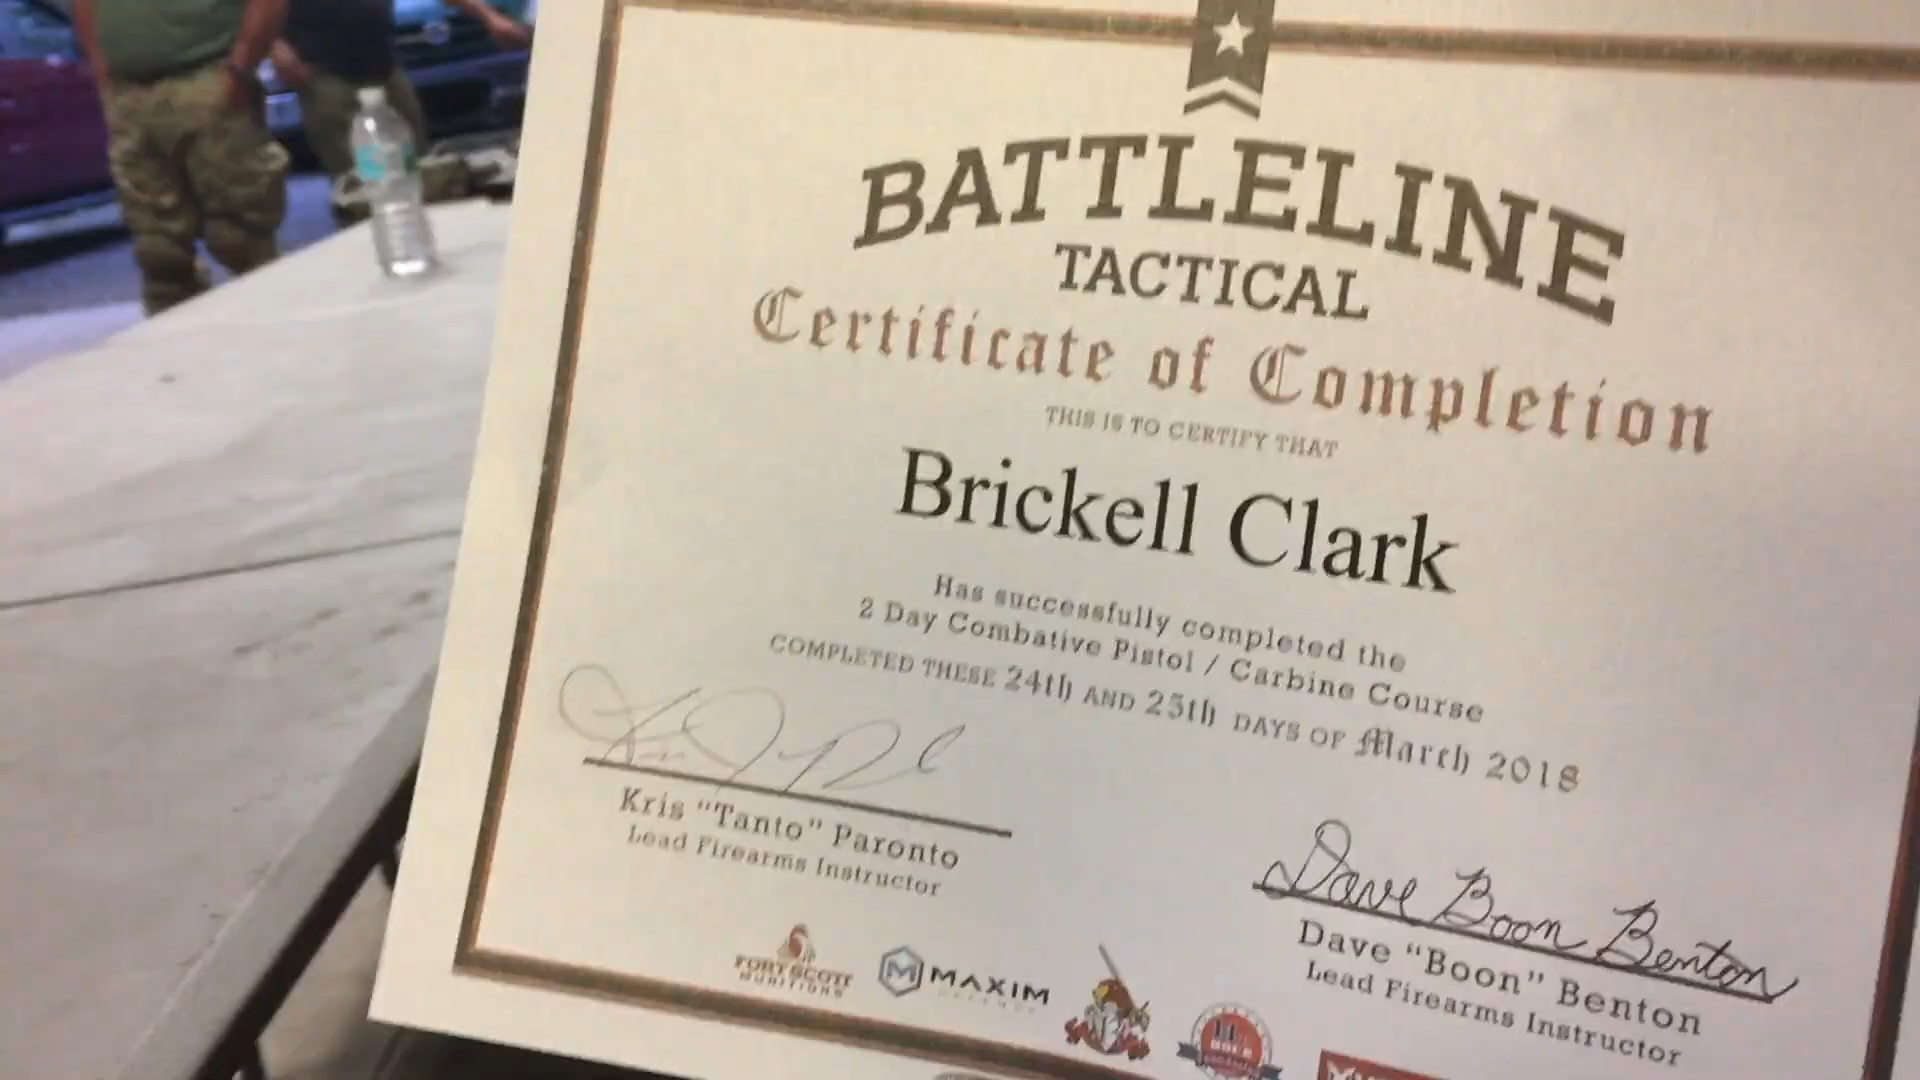 BATTLELINE
TACTICAL
Certificate of Completion
THIS IS TO CERTIFY THAT
Brickell Clark
Has successfully completed the
2 Day Combative Pistol / Carbine Course
COMPLETED THESE 24th AND 25th DAYS OF March 2018
Kris "Tanto" Paronto
Lead Firearms Instructor
Dave Boon Benton
Dave "Boon" Benton
Lead Firearms Instructor
FORT SCOTT
MUNITIONS
M MAXIM